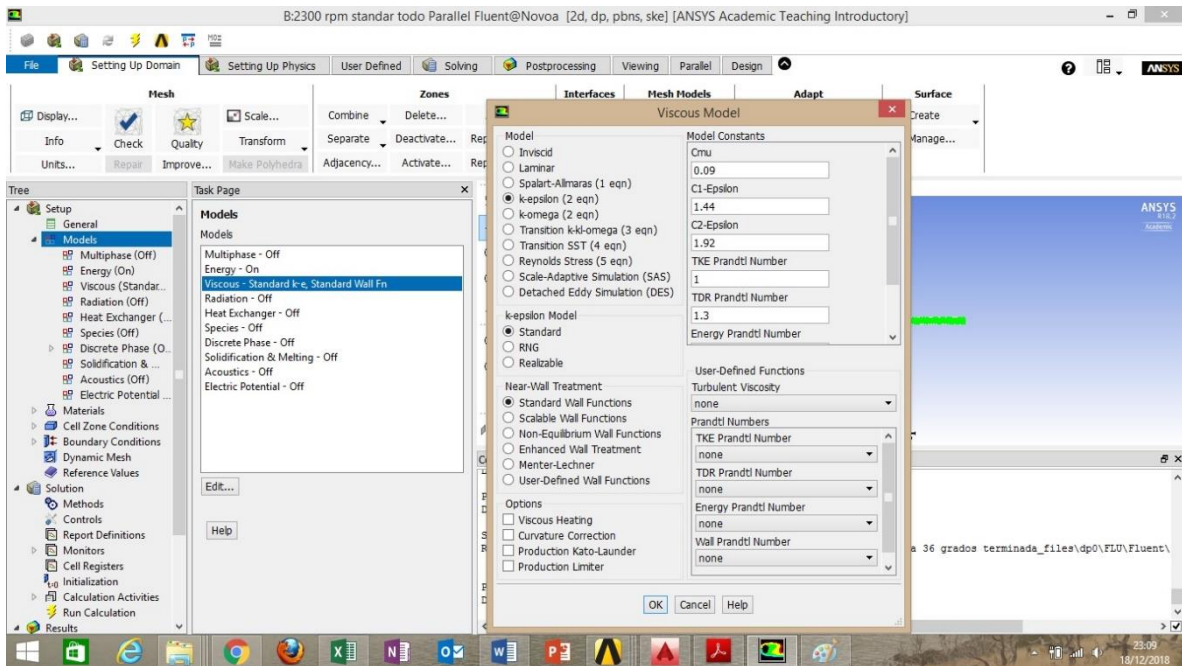 B:2300 rpm standar todo Parallel Fluent@Novoa [2d, dp, pbns, ske] [ANSYS Academic Teaching Introductory]
File
Setting Up Domain
Setting Up Physics
User Defined
Solving
Postprocessing
Viewing
Parallel
Design
ANSYS
Mesh
Zones
Interfaces
Mesh Models
Adapt
Surface
Display...
Scale...
Combine
Delete...
Create
Info
Check
Quality
Transform
Separate
Deactivate...
Rep
Manage...
Units...
Repair
Improve...
Make Polyhedra
Adjacency...
Activate...
Rep
Tree
Setup
General
Models
Multiphase (Off)
Energy (On)
Viscous (Standar...
Radiation (Off)
Heat Exchanger (...
Species (Off)
Discrete Phase (O...
Solidification & ...
Acoustics (Off)
Electric Potential ...
Materials
Cell Zone Conditions
Boundary Conditions
Dynamic Mesh
Reference Values
Solution
Methods
Controls
Report Definitions
Monitors
Cell Registers
Initialization
Calculation Activities
Run Calculation
Results
Task Page
Models
Models
Multiphase - Off
Energy - On
Viscous - Standard k-e, Standard Wall Fn
Radiation - Off
Heat Exchanger - Off
Species - Off
Discrete Phase - Off
Solidification & Melting - Off
Acoustics - Off
Electric Potential - Off
Edit...
Help
Viscous Model
Model
Inviscid
Laminar
Spalart-Allmaras (1 eqn)
k-epsilon (2 eqn)
k-omega (2 eqn)
Transition k-kl-omega (3 eqn)
Transition SST (4 eqn)
Reynolds Stress (5 eqn)
Scale-Adaptive Simulation (SAS)
Detached Eddy Simulation (DES)
k-epsilon Model
Standard
RNG
Realizable
Near-Wall Treatment
Standard Wall Functions
Scalable Wall Functions
Non-Equilibrium Wall Functions
Enhanced Wall Treatment
Menter-Lechner
User-Defined Wall Functions
Options
Viscous Heating
Curvature Correction
Production Kato-Launder
Production Limiter
Model Constants
Cmu
0.09
C1-Epsilon
1.44
C2-Epsilon
1.92
TKE Prandtl Number
1
TDR Prandtl Number
1.3
Energy Prandtl Number
User-Defined Functions
Turbulent Viscosity
none
Prandtl Numbers
TKE Prandtl Number
none
TDR Prandtl Number
none
Energy Prandtl Number
none
Wall Prandtl Number
none
OK
Cancel
Help
ANSYS
R18.2
Academic
a 36 grados terminada_files\dp0\FLU\Fluent\
23:09
18/12/2018